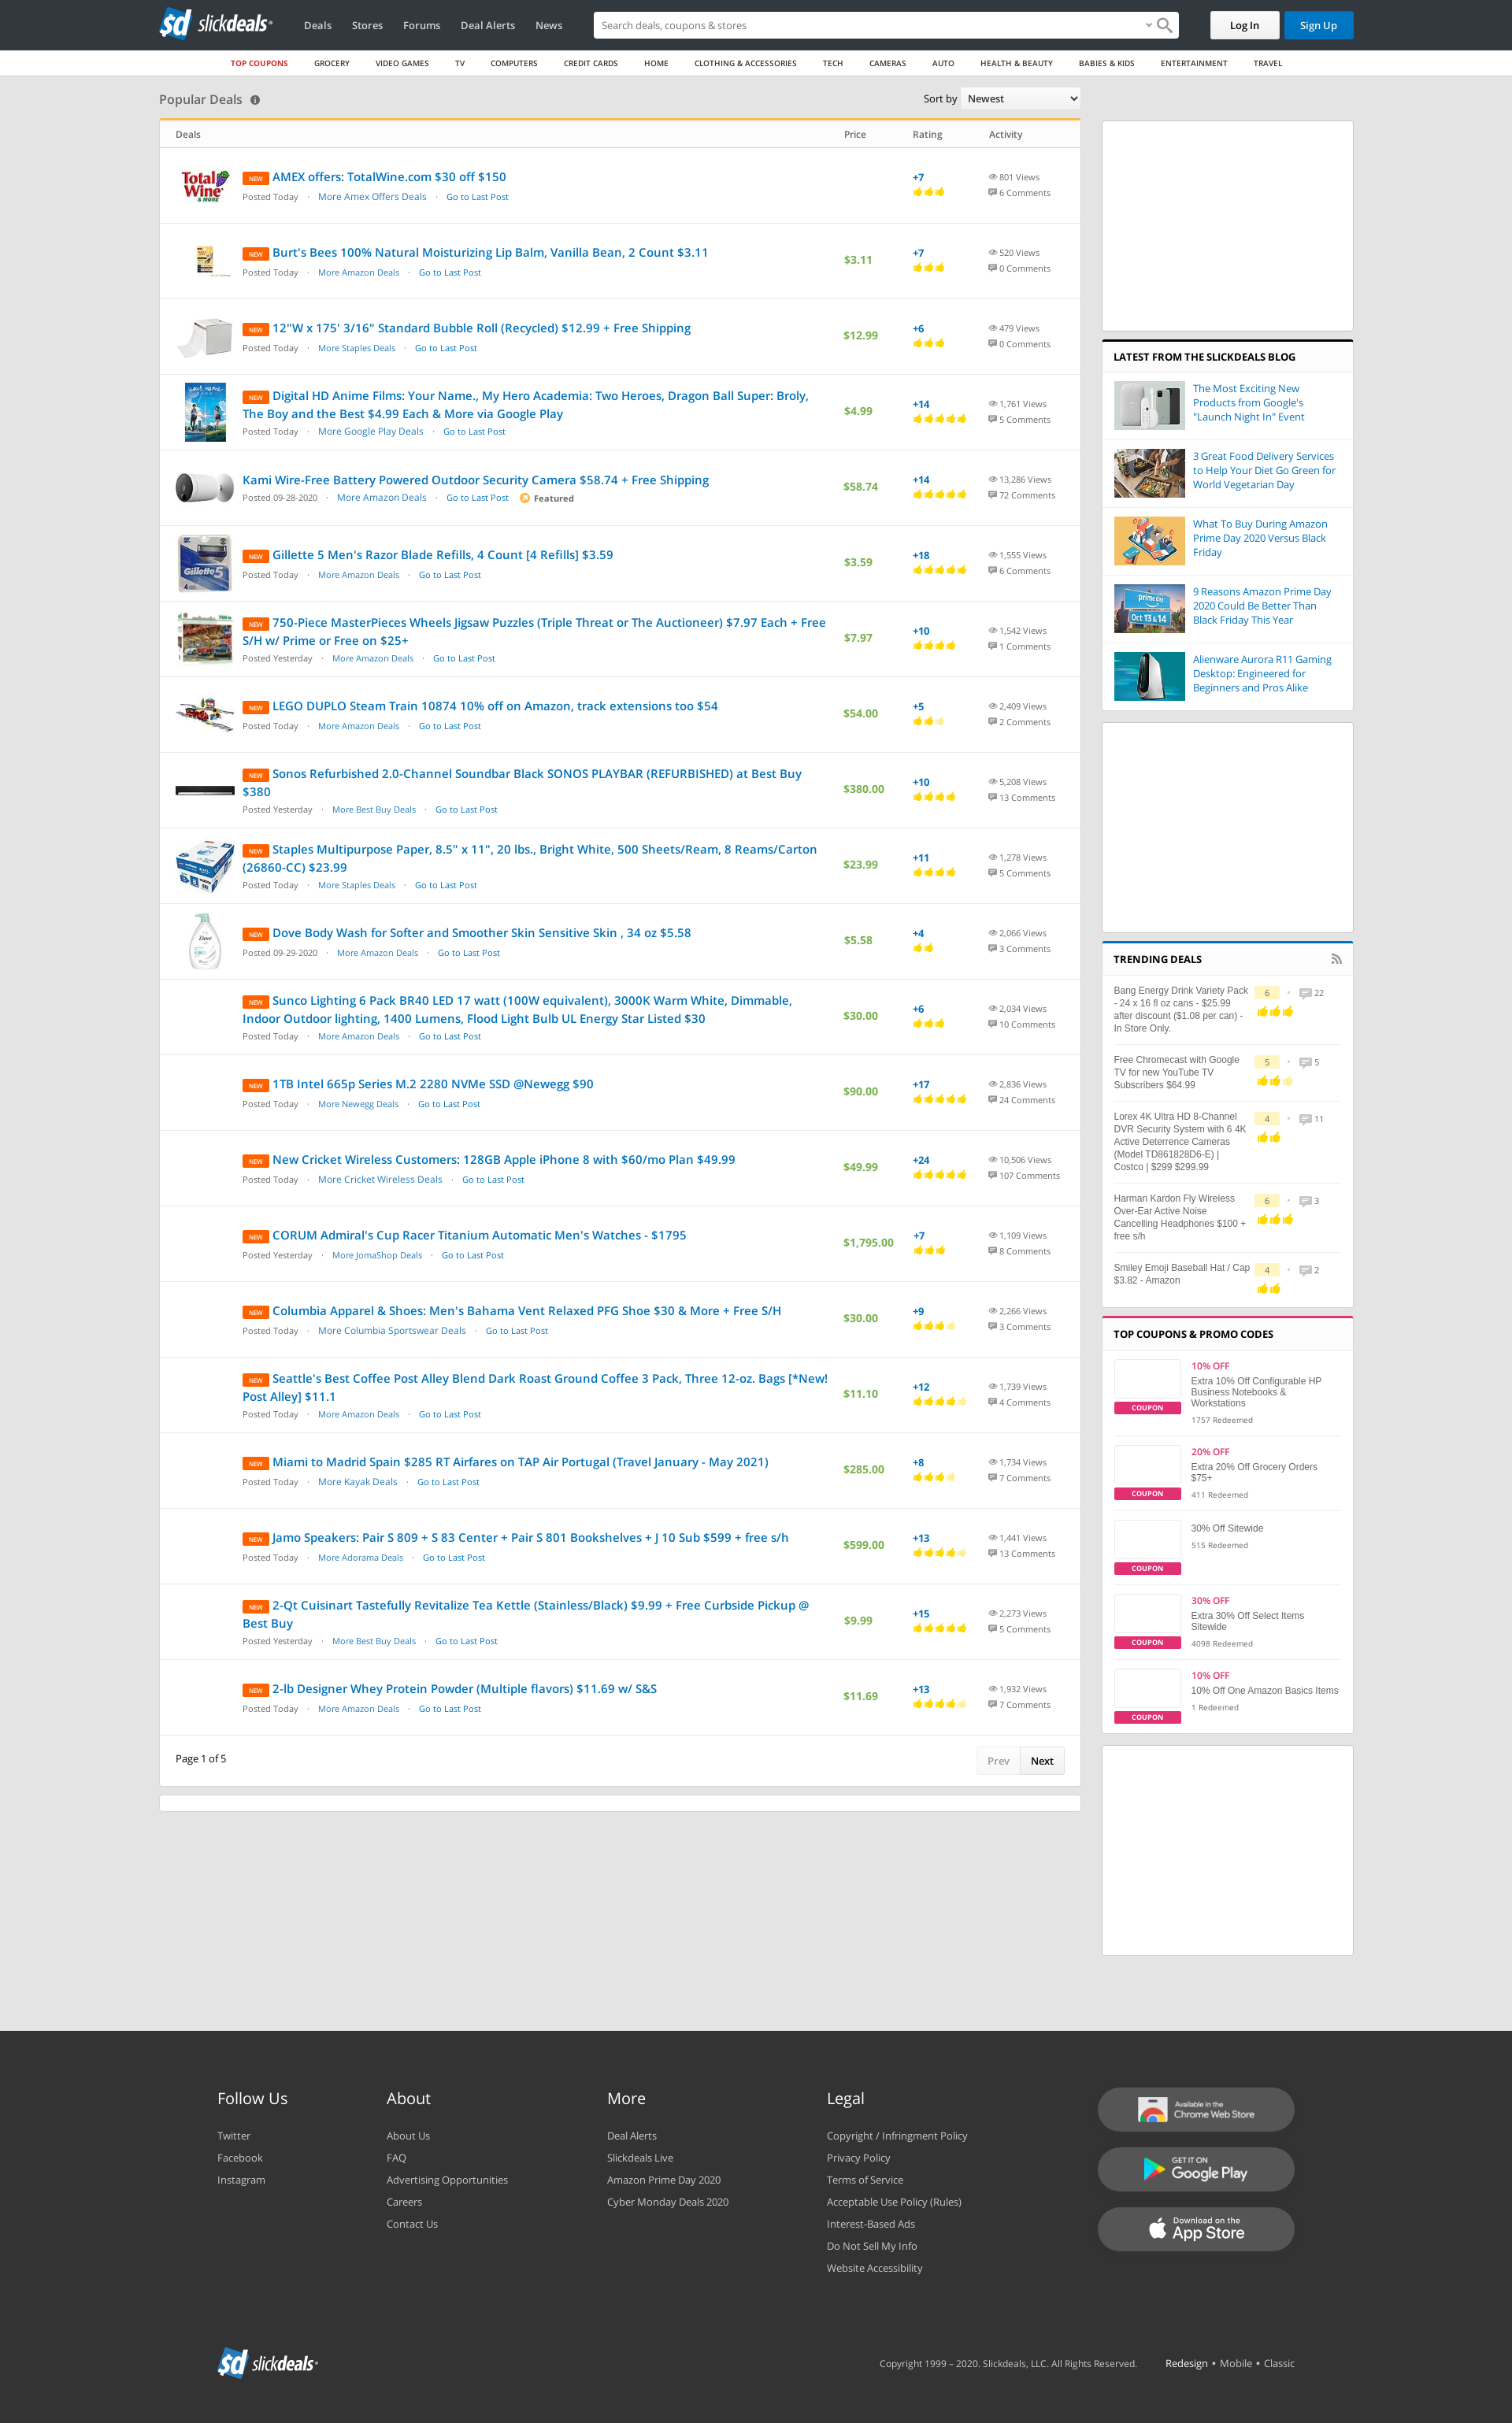 slickdeals
Deals Stores Forums Deal Alerts News
Search deals, coupons & stores
Log In Sign Up
TOP COUPONS GROCERY VIDEO GAMES TV COMPUTERS CREDIT CARDS HOME CLOTHING & ACCESSORIES TECH CAMERAS AUTO HEALTH & BEAUTY BABIES & KIDS ENTERTAINMENT TRAVEL
Popular Deals
Sort by Newest
Deals Price Rating Activity
Total Wine & MORE
NEW AMEX offers: TotalWine.com $30 off $150
Posted Today · More Amex Offers Deals · Go to Last Post
+7
801 Views
6 Comments
NEW Burt's Bees 100% Natural Moisturizing Lip Balm, Vanilla Bean, 2 Count $3.11
Posted Today · More Amazon Deals · Go to Last Post
$3.11
+7
520 Views
0 Comments
NEW 12"W x 175' 3/16" Standard Bubble Roll (Recycled) $12.99 + Free Shipping
Posted Today · More Staples Deals · Go to Last Post
$12.99
+6
479 Views
0 Comments
your name.
NEW Digital HD Anime Films: Your Name., My Hero Academia: Two Heroes, Dragon Ball Super: Broly,
The Boy and the Best $4.99 Each & More via Google Play
Posted Today · More Google Play Deals · Go to Last Post
$4.99
+14
1,761 Views
5 Comments
Kami Wire-Free Battery Powered Outdoor Security Camera $58.74 + Free Shipping
Posted 09-28-2020 · More Amazon Deals · Go to Last Post Featured
$58.74
+14
13,286 Views
72 Comments
Gillette5
4
NEW Gillette 5 Men's Razor Blade Refills, 4 Count [4 Refills] $3.59
Posted Today · More Amazon Deals · Go to Last Post
$3.59
+18
1,555 Views
6 Comments
NEW 750-Piece MasterPieces Wheels Jigsaw Puzzles (Triple Threat or The Auctioneer) $7.97 Each + Free
S/H w/ Prime or Free on $25+
Posted Yesterday · More Amazon Deals · Go to Last Post
$7.97
+10
1,542 Views
1 Comments
NEW LEGO DUPLO Steam Train 10874 10% off on Amazon, track extensions too $54
Posted Today · More Amazon Deals · Go to Last Post
$54.00
+5
2,409 Views
2 Comments
NEW Sonos Refurbished 2.0-Channel Soundbar Black SONOS PLAYBAR (REFURBISHED) at Best Buy
$380
Posted Yesterday · More Best Buy Deals · Go to Last Post
$380.00
+10
5,208 Views
13 Comments
NEW Staples Multipurpose Paper, 8.5" x 11", 20 lbs., Bright White, 500 Sheets/Ream, 8 Reams/Carton
(26860-CC) $23.99
Posted Today · More Staples Deals · Go to Last Post
$23.99
+11
1,278 Views
5 Comments
Dove
NEW Dove Body Wash for Softer and Smoother Skin Sensitive Skin , 34 oz $5.58
Posted 09-29-2020 · More Amazon Deals · Go to Last Post
$5.58
+4
2,066 Views
3 Comments
NEW Sunco Lighting 6 Pack BR40 LED 17 watt (100W equivalent), 3000K Warm White, Dimmable,
Indoor Outdoor lighting, 1400 Lumens, Flood Light Bulb UL Energy Star Listed $30
Posted Today · More Amazon Deals · Go to Last Post
$30.00
+6
2,034 Views
10 Comments
NEW 1TB Intel 665p Series M.2 2280 NVMe SSD @Newegg $90
Posted Today · More Newegg Deals · Go to Last Post
$90.00
+17
2,836 Views
24 Comments
NEW New Cricket Wireless Customers: 128GB Apple iPhone 8 with $60/mo Plan $49.99
Posted Today · More Cricket Wireless Deals · Go to Last Post
$49.99
+24
10,506 Views
107 Comments
NEW CORUM Admiral's Cup Racer Titanium Automatic Men's Watches - $1795
Posted Yesterday · More JomaShop Deals · Go to Last Post
$1,795.00
+7
1,109 Views
8 Comments
NEW Columbia Apparel & Shoes: Men's Bahama Vent Relaxed PFG Shoe $30 & More + Free S/H
Posted Today · More Columbia Sportswear Deals · Go to Last Post
$30.00
+9
2,266 Views
3 Comments
NEW Seattle's Best Coffee Post Alley Blend Dark Roast Ground Coffee 3 Pack, Three 12-oz. Bags [*New!
Post Alley] $11.1
Posted Today · More Amazon Deals · Go to Last Post
$11.10
+12
1,739 Views
4 Comments
NEW Miami to Madrid Spain $285 RT Airfares on TAP Air Portugal (Travel January - May 2021)
Posted Today · More Kayak Deals · Go to Last Post
$285.00
+8
1,734 Views
7 Comments
NEW Jamo Speakers: Pair S 809 + S 83 Center + Pair S 801 Bookshelves + J 10 Sub $599 + free s/h
Posted Today · More Adorama Deals · Go to Last Post
$599.00
+13
1,441 Views
13 Comments
NEW 2-Qt Cuisinart Tastefully Revitalize Tea Kettle (Stainless/Black) $9.99 + Free Curbside Pickup @
Best Buy
Posted Yesterday · More Best Buy Deals · Go to Last Post
$9.99
+15
2,273 Views
5 Comments
NEW 2-lb Designer Whey Protein Powder (Multiple flavors) $11.69 w/ S&S
Posted Today · More Amazon Deals · Go to Last Post
$11.69
+13
1,932 Views
7 Comments
Page 1 of 5
Prev Next
LATEST FROM THE SLICKDEALS BLOG
The Most Exciting New
Products from Google's
"Launch Night In" Event
3 Great Food Delivery Services
to Help Your Diet Go Green for
World Vegetarian Day
What To Buy During Amazon
Prime Day 2020 Versus Black
Friday
prime day
Oct 13 & 14
9 Reasons Amazon Prime Day
2020 Could Be Better Than
Black Friday This Year
Alienware Aurora R11 Gaming
Desktop: Engineered for
Beginners and Pros Alike
TRENDING DEALS
Bang Energy Drink Variety Pack
- 24 x 16 fl oz cans - $25.99
after discount ($1.08 per can) -
In Store Only.
6 • 22
Free Chromecast with Google
TV for new YouTube TV
Subscribers $64.99
5 • 5
Lorex 4K Ultra HD 8-Channel
DVR Security System with 6 4K
Active Deterrence Cameras
(Model TD861828D6-E) |
Costco | $299 $299.99
4 • 11
Harman Kardon Fly Wireless
Over-Ear Active Noise
Cancelling Headphones $100 +
free s/h
6 • 3
Smiley Emoji Baseball Hat / Cap
$3.82 - Amazon
4 • 2
TOP COUPONS & PROMO CODES
COUPON
10% OFF
Extra 10% Off Configurable HP
Business Notebooks &
Workstations
1757 Redeemed
COUPON
20% OFF
Extra 20% Off Grocery Orders
$75+
411 Redeemed
COUPON
30% Off Sitewide
515 Redeemed
COUPON
30% OFF
Extra 30% Off Select Items
Sitewide
4098 Redeemed
COUPON
10% OFF
10% Off One Amazon Basics Items
1 Redeemed
Follow Us
Twitter
Facebook
Instagram
About
About Us
FAQ
Advertising Opportunities
Careers
Contact Us
More
Deal Alerts
Slickdeals Live
Amazon Prime Day 2020
Cyber Monday Deals 2020
Legal
Copyright / Infringment Policy
Privacy Policy
Terms of Service
Acceptable Use Policy (Rules)
Interest-Based Ads
Do Not Sell My Info
Website Accessibility
Available in the
Chrome Web Store
GET IT ON
Google Play
Download on the
App Store
slickdeals
Copyright 1999 – 2020. Slickdeals, LLC. All Rights Reserved.
Redesign • Mobile • Classic